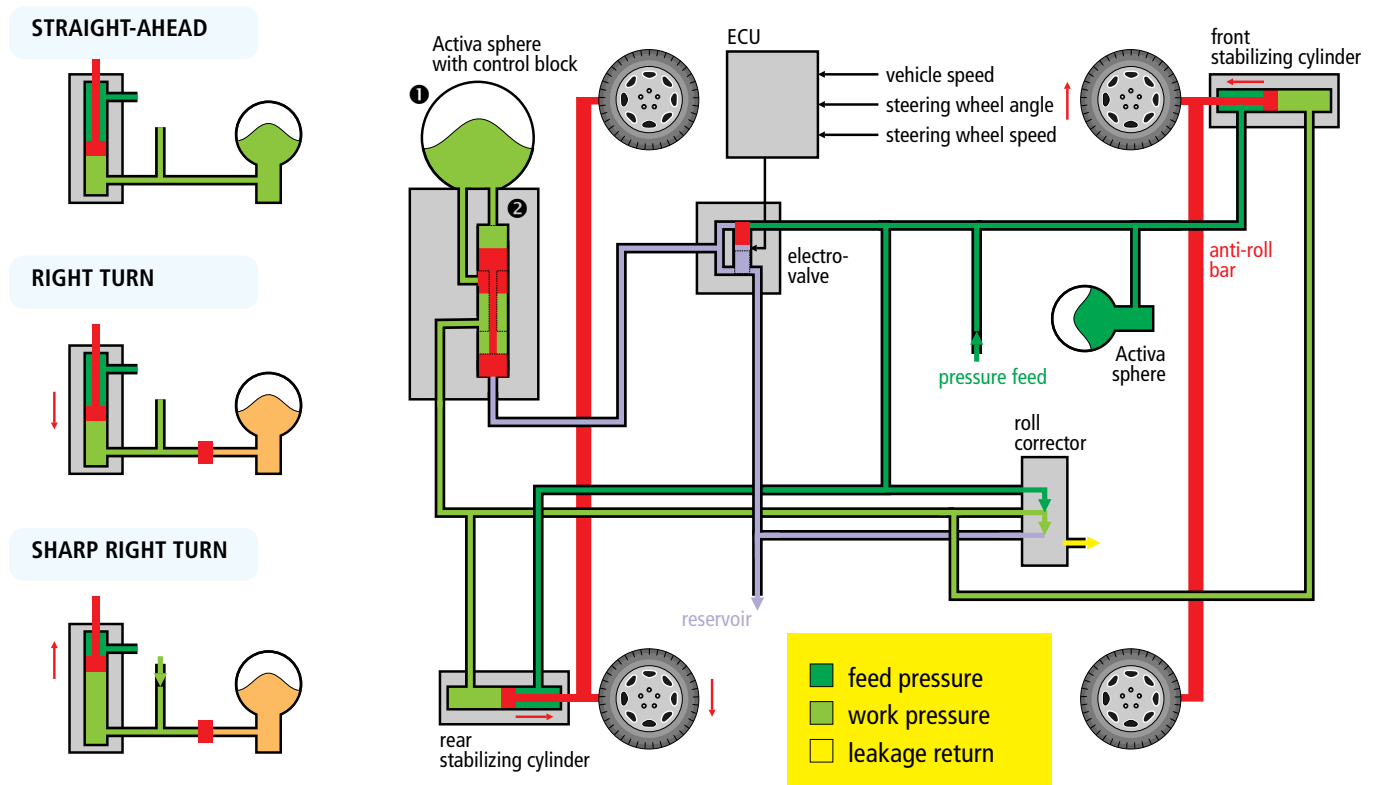 STRAIGHT-AHEAD
RIGHT TURN
SHARP RIGHT TURN
Activa sphere
with control block
❶
❷
ECU
vehicle speed
steering wheel angle
steering wheel speed
front
stabilizing cylinder
electro-
valve
anti-roll
bar
pressure feed
Activa
sphere
roll
corrector
reservoir
rear
stabilizing cylinder
feed pressure
work pressure
leakage return